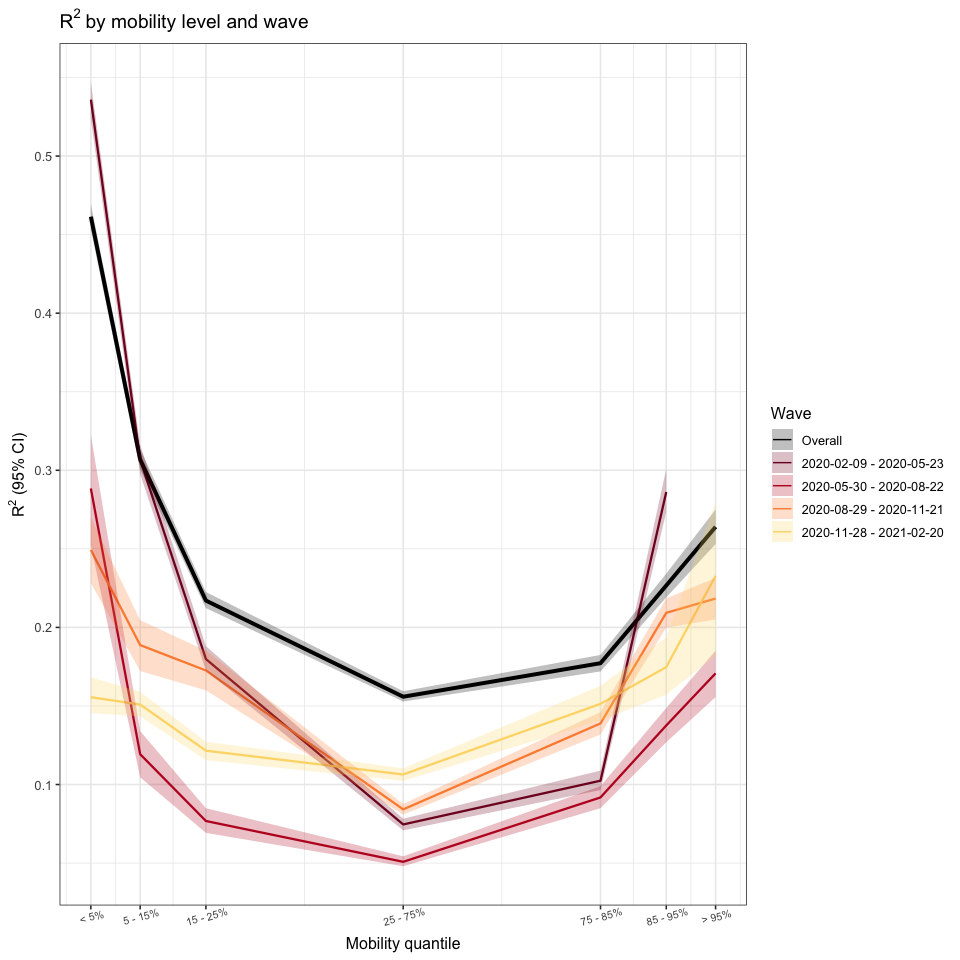 R² by mobility level and wave
0.5
0.4
0.3
0.2
0.1
R² (95% CI)
< 5%
5 - 15%
15 - 25%
25 - 75%
75 - 85%
85 - 95%
> 95%
Mobility quantile
Wave
Overall
2020-02-09 - 2020-05-23
2020-05-30 - 2020-08-22
2020-08-29 - 2020-11-21
2020-11-28 - 2021-02-20